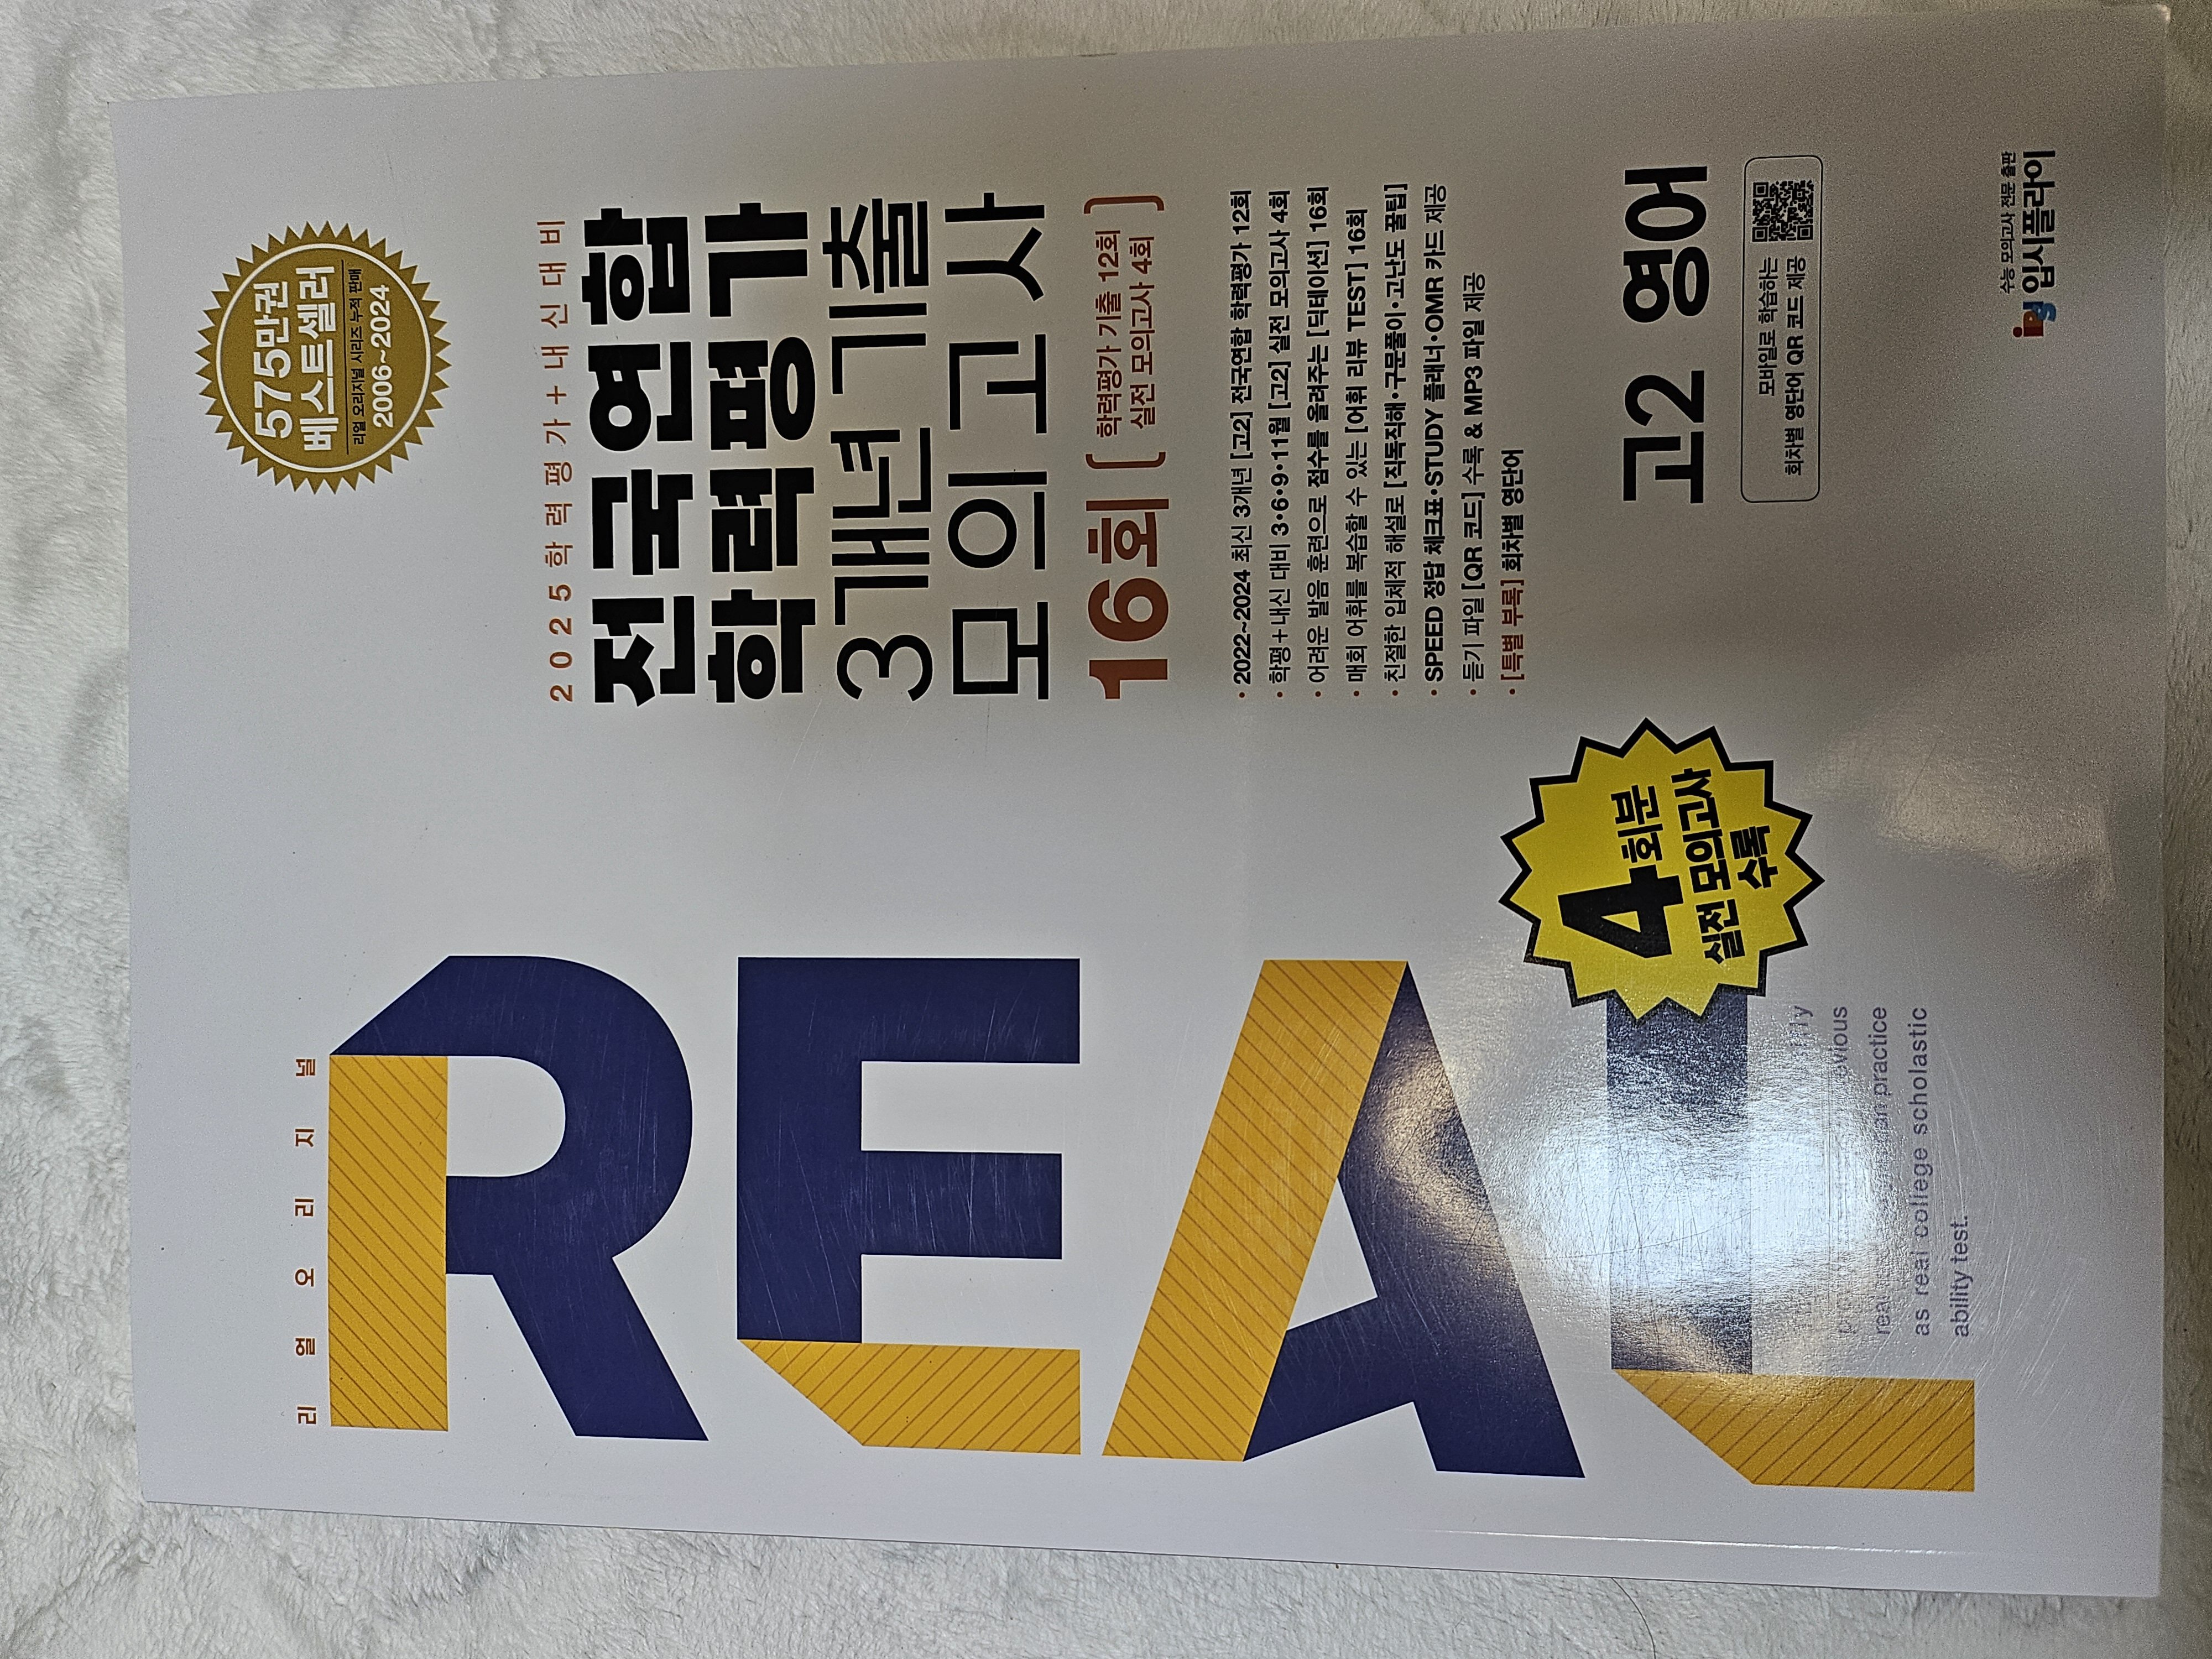 575만권
베스트셀러
리얼 오리지널 시리즈 누적 판매
2006~2024
리얼오리지널
REAL
2025학력평가+내신대비
전국연합
학력평가
3개년 기출
모의고사
16회 [ 학력평가 기출 12회
실전 모의고사 4회 ]
• 2022~2024 최신 3개년 [고2] 전국연합 학력평가 12회
• 학평+내신 대비 3•6•9•11월 [고2] 실전 모의고사 4회
• 어려운 발음 훈련으로 점수를 올려주는 [딕테이션] 16회
• 매회 어휘를 복습할 수 있는 [어휘 리뷰 TEST] 16회
• 친절한 입체적 해설로 [직독직해•구문풀이•고난도 꿀팁]
• SPEED 정답 체크표•STUDY 플래너•OMR 카드 제공
• 듣기 파일 [QR 코드] 수록 & MP3 파일 제공
• [특별 부록] 회차별 영단어
4회분
실전 모의고사
수록
고2 영어
모바일로 학습하는
회차별 영단어 QR 코드 제공
real practice
as real college scholastic
ability test.
수능 모의고사 전문 출판
ips 입시플라이